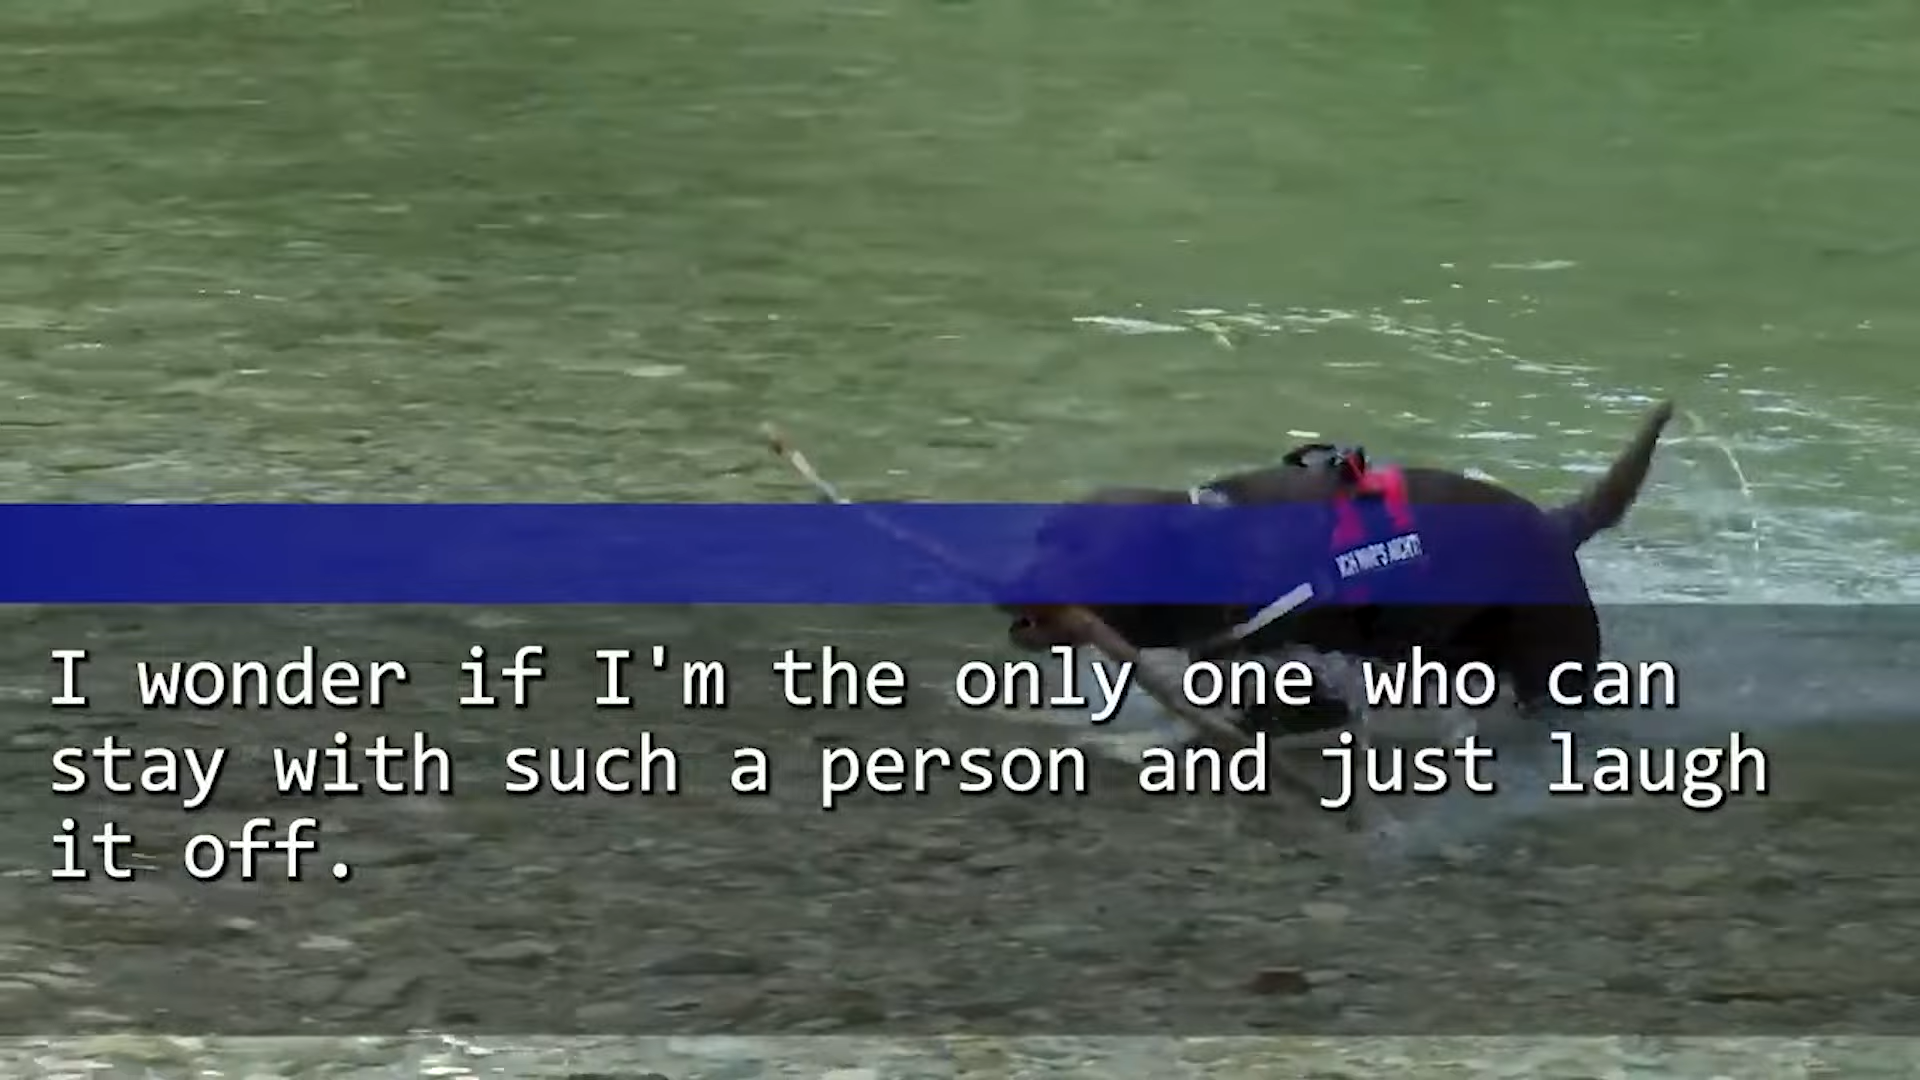 I wonder if I'm the only one who can
stay with such a person and just laugh
it off.